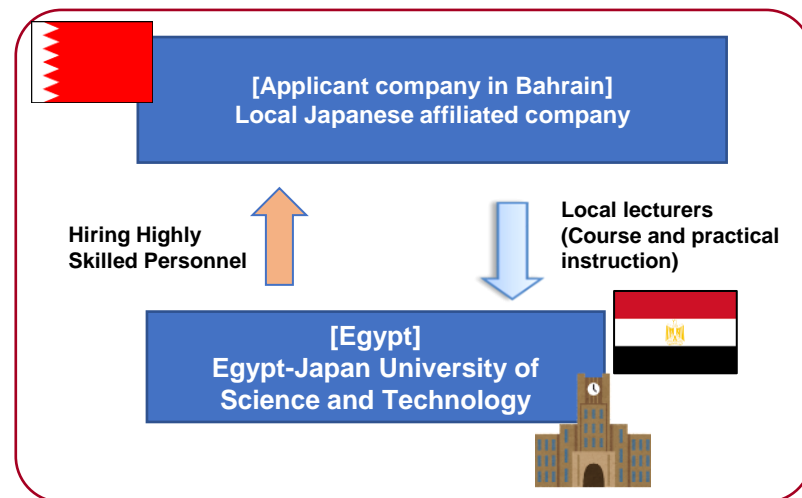 [Applicant company in Bahrain]
Local Japanese affiliated company
Hiring Highly
Skilled Personnel
Local lecturers
(Course and practical
instruction)
[Egypt]
Egypt-Japan University of
Science and Technology